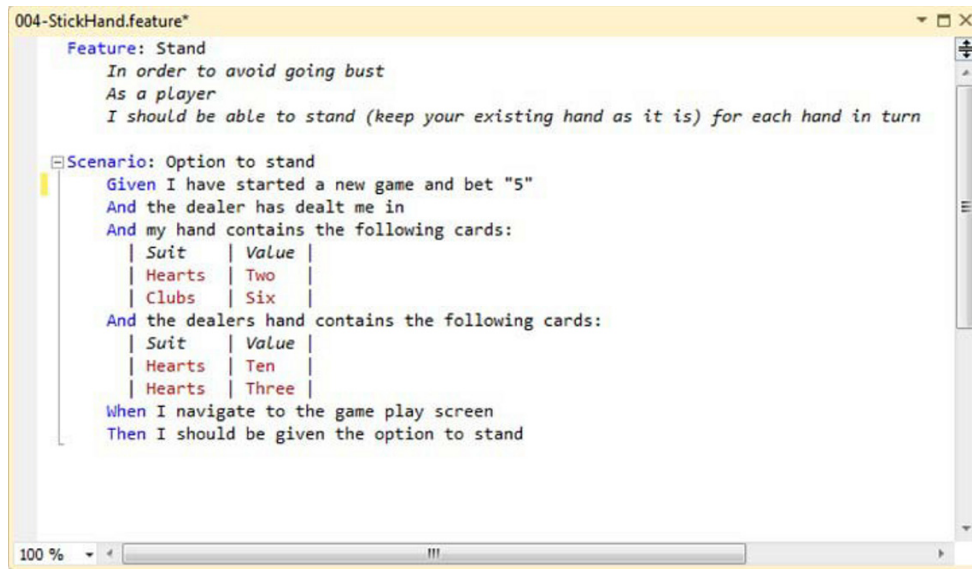 004-StickHand.feature*
Feature: Stand
In order to avoid going bust
As a player
I should be able to stand (keep your existing hand as it is) for each hand in turn
Scenario: Option to stand
Given I have started a new game and bet "5"
And the dealer has dealt me in
And my hand contains the following cards:
| Suit | Value |
| Hearts | Two |
| Clubs | Six |
And the dealers hand contains the following cards:
| Suit | Value |
| Hearts | Ten |
| Hearts | Three |
When I navigate to the game play screen
Then I should be given the option to stand
100 %